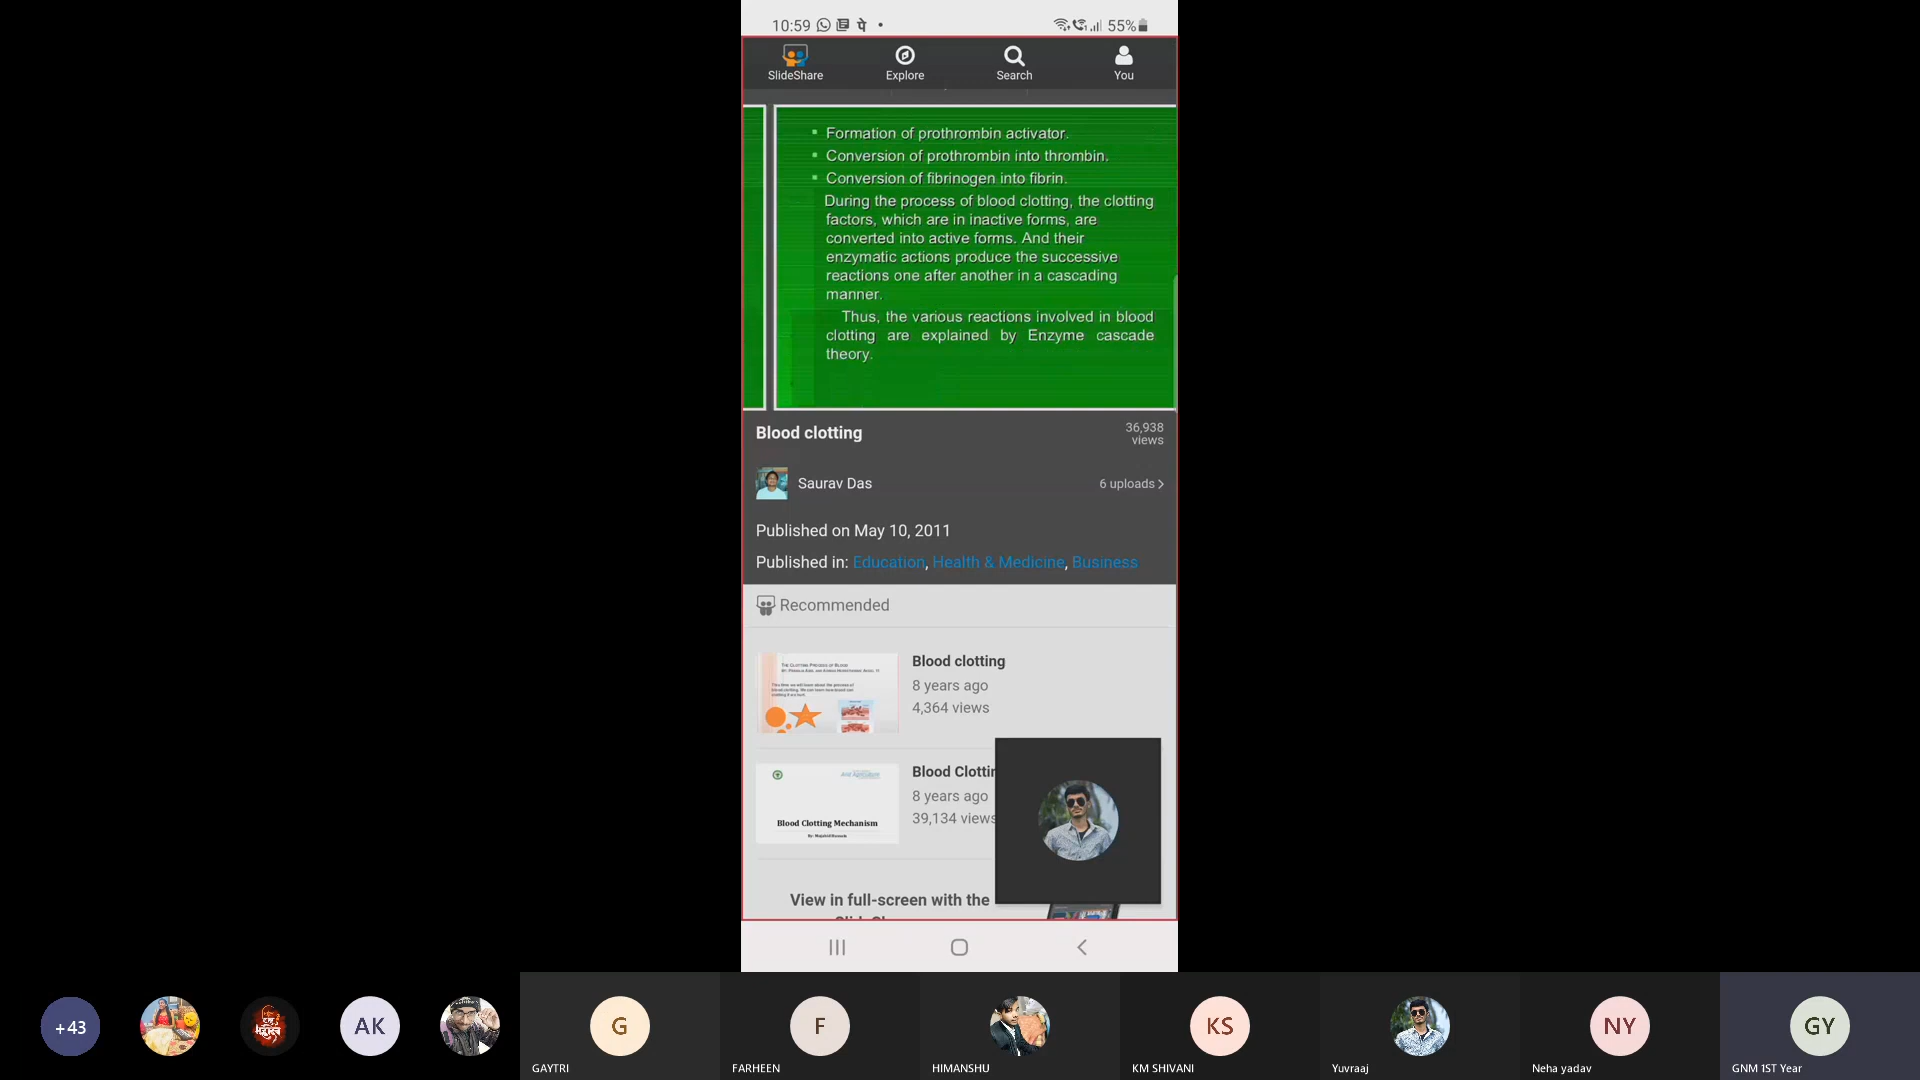 10:59
55%
SlideShare
Explore
Search
You
Formation of prothrombin activator.
Conversion of prothrombin into thrombin.
Conversion of fibrinogen into fibrin.
During the process of blood clotting, the clotting
factors, which are in inactive forms, are
converted into active forms. And their
enzymatic actions produce the successive
reactions one after another in a cascading
manner.
Thus, the various reactions involved in blood
clotting are explained by Enzyme cascade
theory.
Blood clotting
36,938
views
Saurav Das
6 uploads
Published on May 10, 2011
Published in: Education, Health & Medicine, Business
Recommended
Blood clotting
8 years ago
4,364 views
Blood
8 years ago
39,134 views
Blood Clotting Mechanism
View in full-screen with the
+43
AK
G
GAYTRI
F
FARHEEN
HIMANSHU
KS
KM SHIVANI
Yuvraaj
NY
Neha yadav
GY
GNM 1ST Year